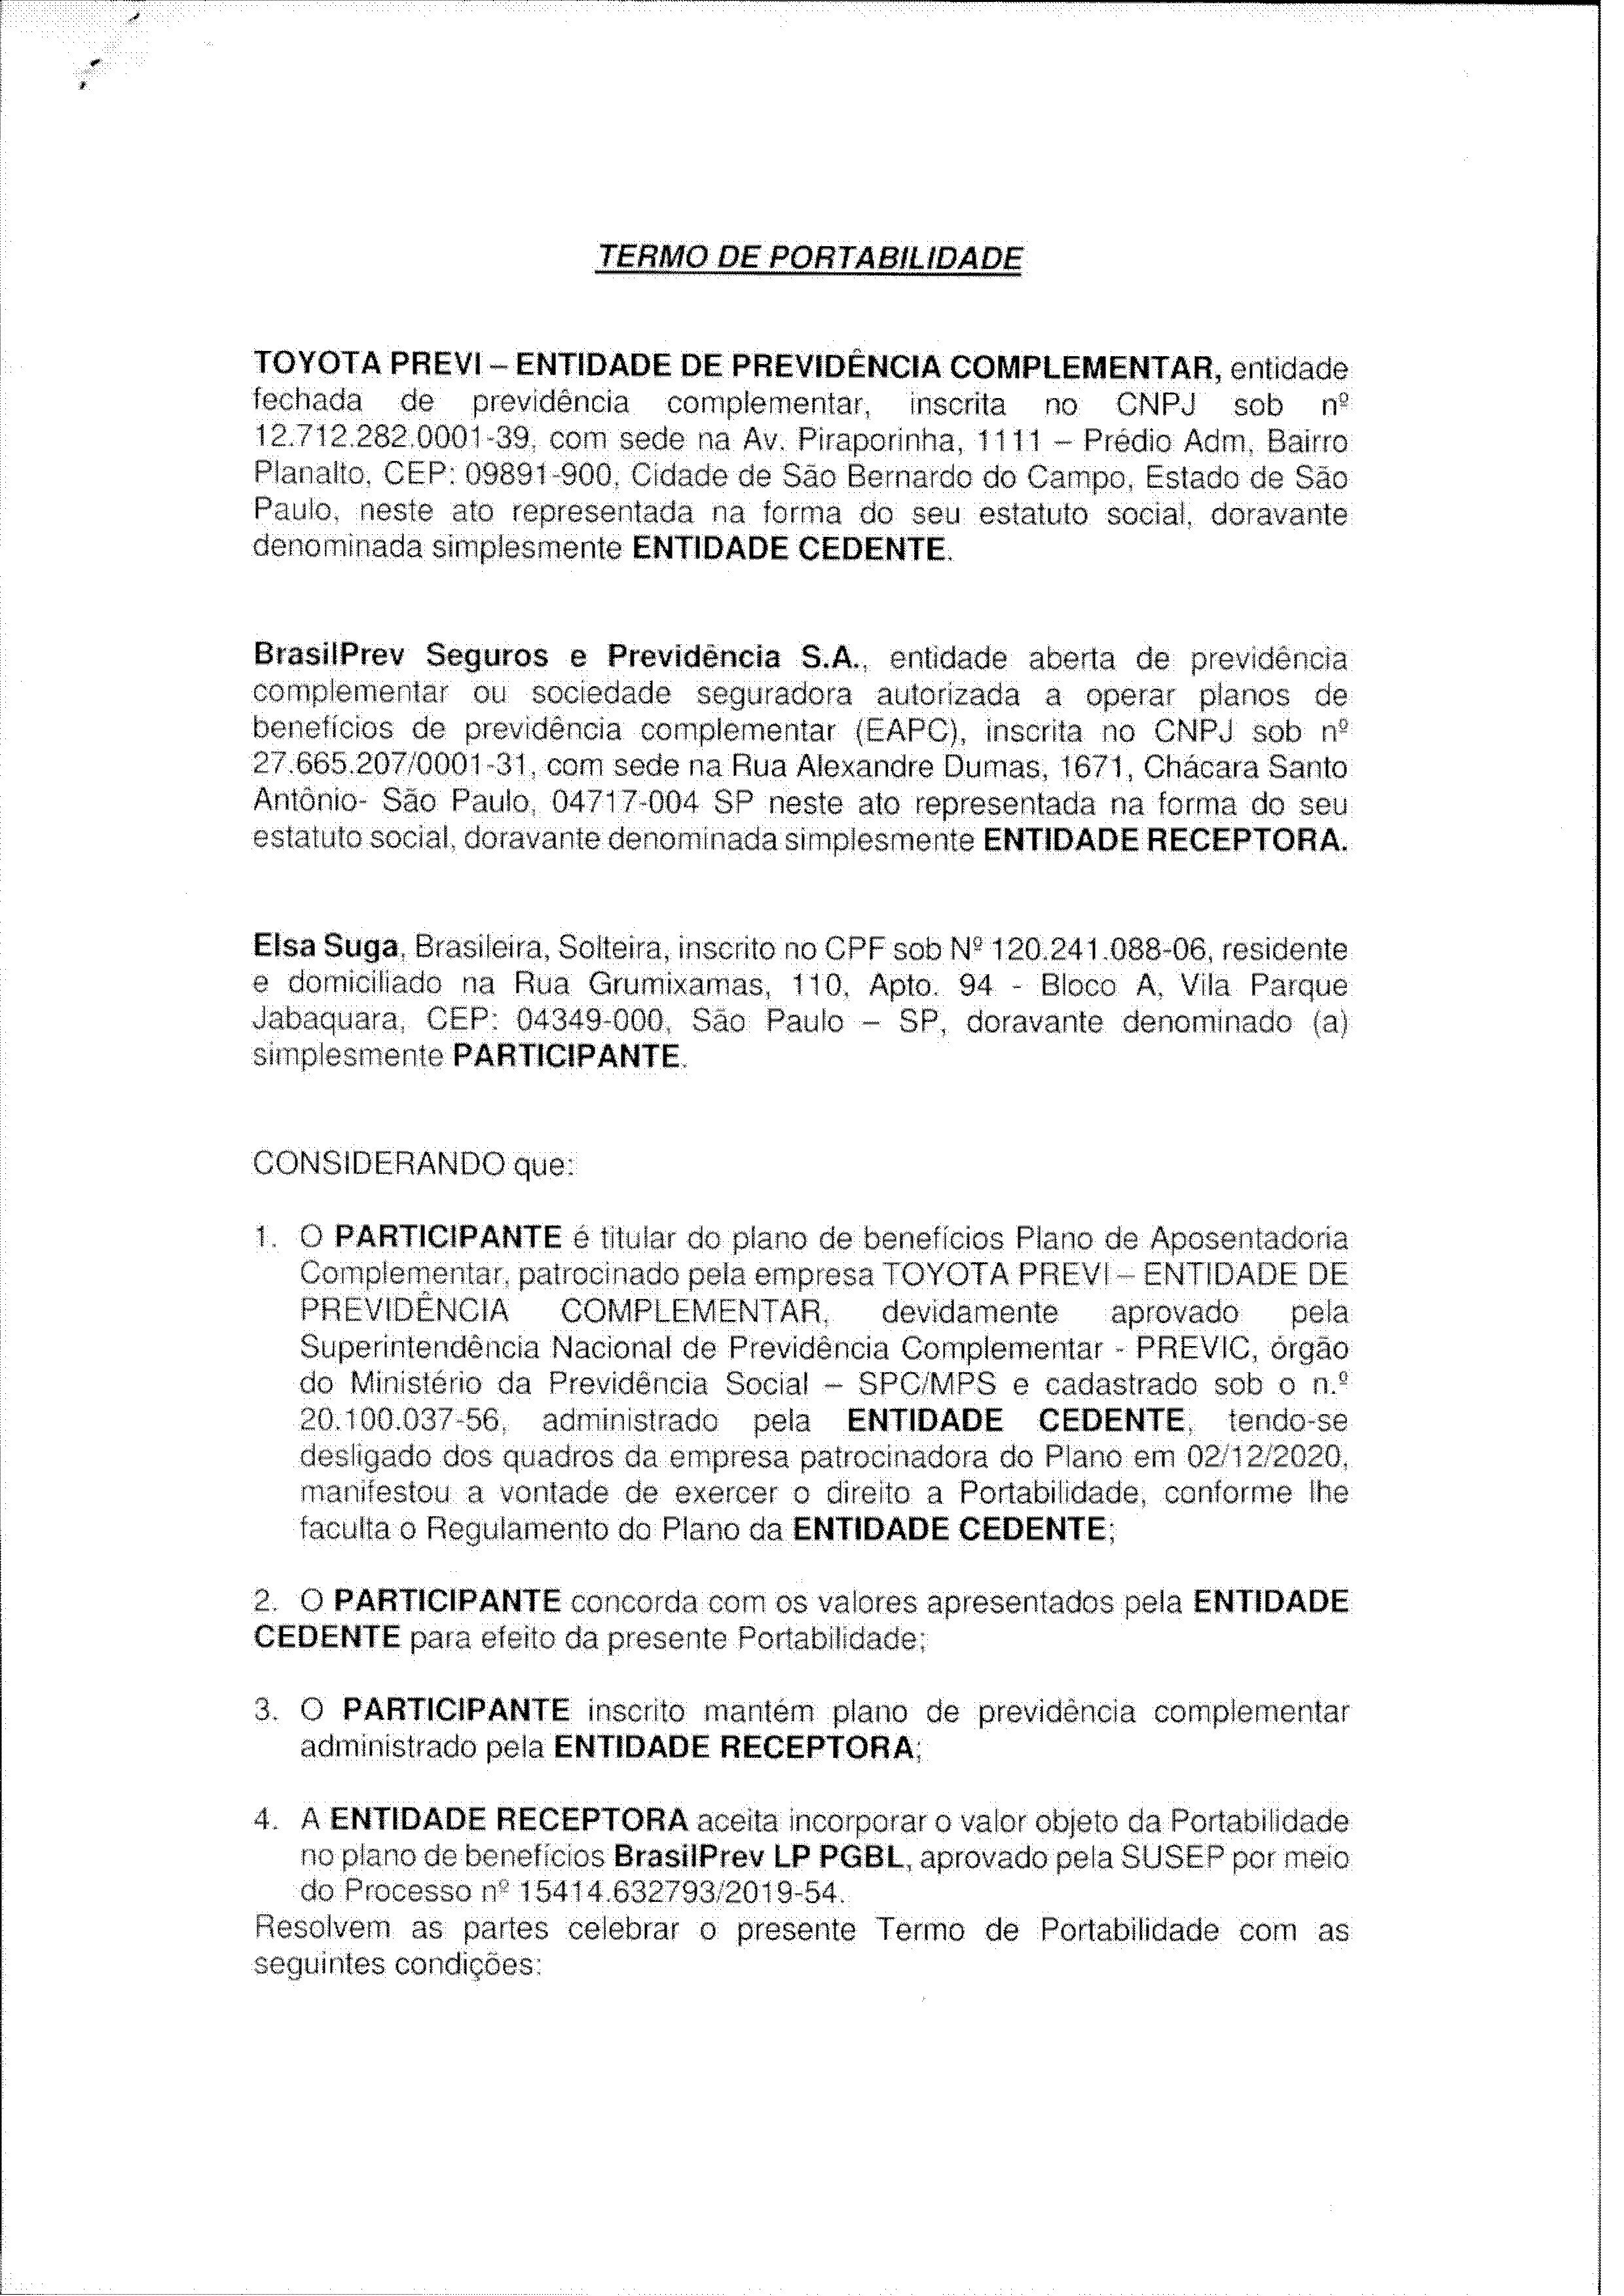 TERMO DE PORTABILIDADE
TOYOTA PREVI – ENTIDADE DE PREVIDÊNCIA COMPLEMENTAR, entidade
fechada de previdência complementar, inscrita no CNPJ sob nº
12.712.282.0001-39, com sede na Av. Piraporinha, 1111 – Prédio Adm, Bairro
Planalto, CEP: 09891-900, Cidade de São Bernardo do Campo, Estado de São
Paulo, neste ato representada na forma do seu estatuto social, doravante
denominada simplesmente ENTIDADE CEDENTE.
BrasilPrev Seguros e Previdência S.A., entidade aberta de previdência
complementar ou sociedade seguradora autorizada a operar planos de
benefícios de previdência complementar (EAPC), inscrita no CNPJ sob nº
27.665.207/0001-31, com sede na Rua Alexandre Dumas, 1671, Chácara Santo
Antônio- São Paulo, 04717-004 SP neste ato representada na forma do seu
estatuto social, doravante denominada simplesmente ENTIDADE RECEPTORA.
Elsa Suga, Brasileira, Solteira, inscrito no CPF sob Nº 120.241.088-06, residente
e domiciliado na Rua Grumixamas, 110, Apto. 94 - Bloco A, Vila Parque
Jabaquara, CEP: 04349-000, São Paulo – SP, doravante denominado (a)
simplesmente PARTICIPANTE.
CONSIDERANDO que:
1. O PARTICIPANTE é titular do plano de benefícios Plano de Aposentadoria
Complementar, patrocinado pela empresa TOYOTA PREVI – ENTIDADE DE
PREVIDÊNCIA COMPLEMENTAR, devidamente aprovado pela
Superintendência Nacional de Previdência Complementar - PREVIC, órgão
do Ministério da Previdência Social – SPC/MPS e cadastrado sob o n.º
20.100.037-56, administrado pela ENTIDADE CEDENTE, tendo-se
desligado dos quadros da empresa patrocinadora do Plano em 02/12/2020,
manifestou a vontade de exercer o direito a Portabilidade, conforme lhe
faculta o Regulamento do Plano da ENTIDADE CEDENTE;
2. O PARTICIPANTE concorda com os valores apresentados pela ENTIDADE
CEDENTE para efeito da presente Portabilidade;
3. O PARTICIPANTE inscrito mantém plano de previdência complementar
administrado pela ENTIDADE RECEPTORA;
4. A ENTIDADE RECEPTORA aceita incorporar o valor objeto da Portabilidade
no plano de benefícios BrasilPrev LP PGBL, aprovado pela SUSEP por meio
do Processo nº 15414.632793/2019-54.
Resolvem as partes celebrar o presente Termo de Portabilidade com as
seguintes condições: